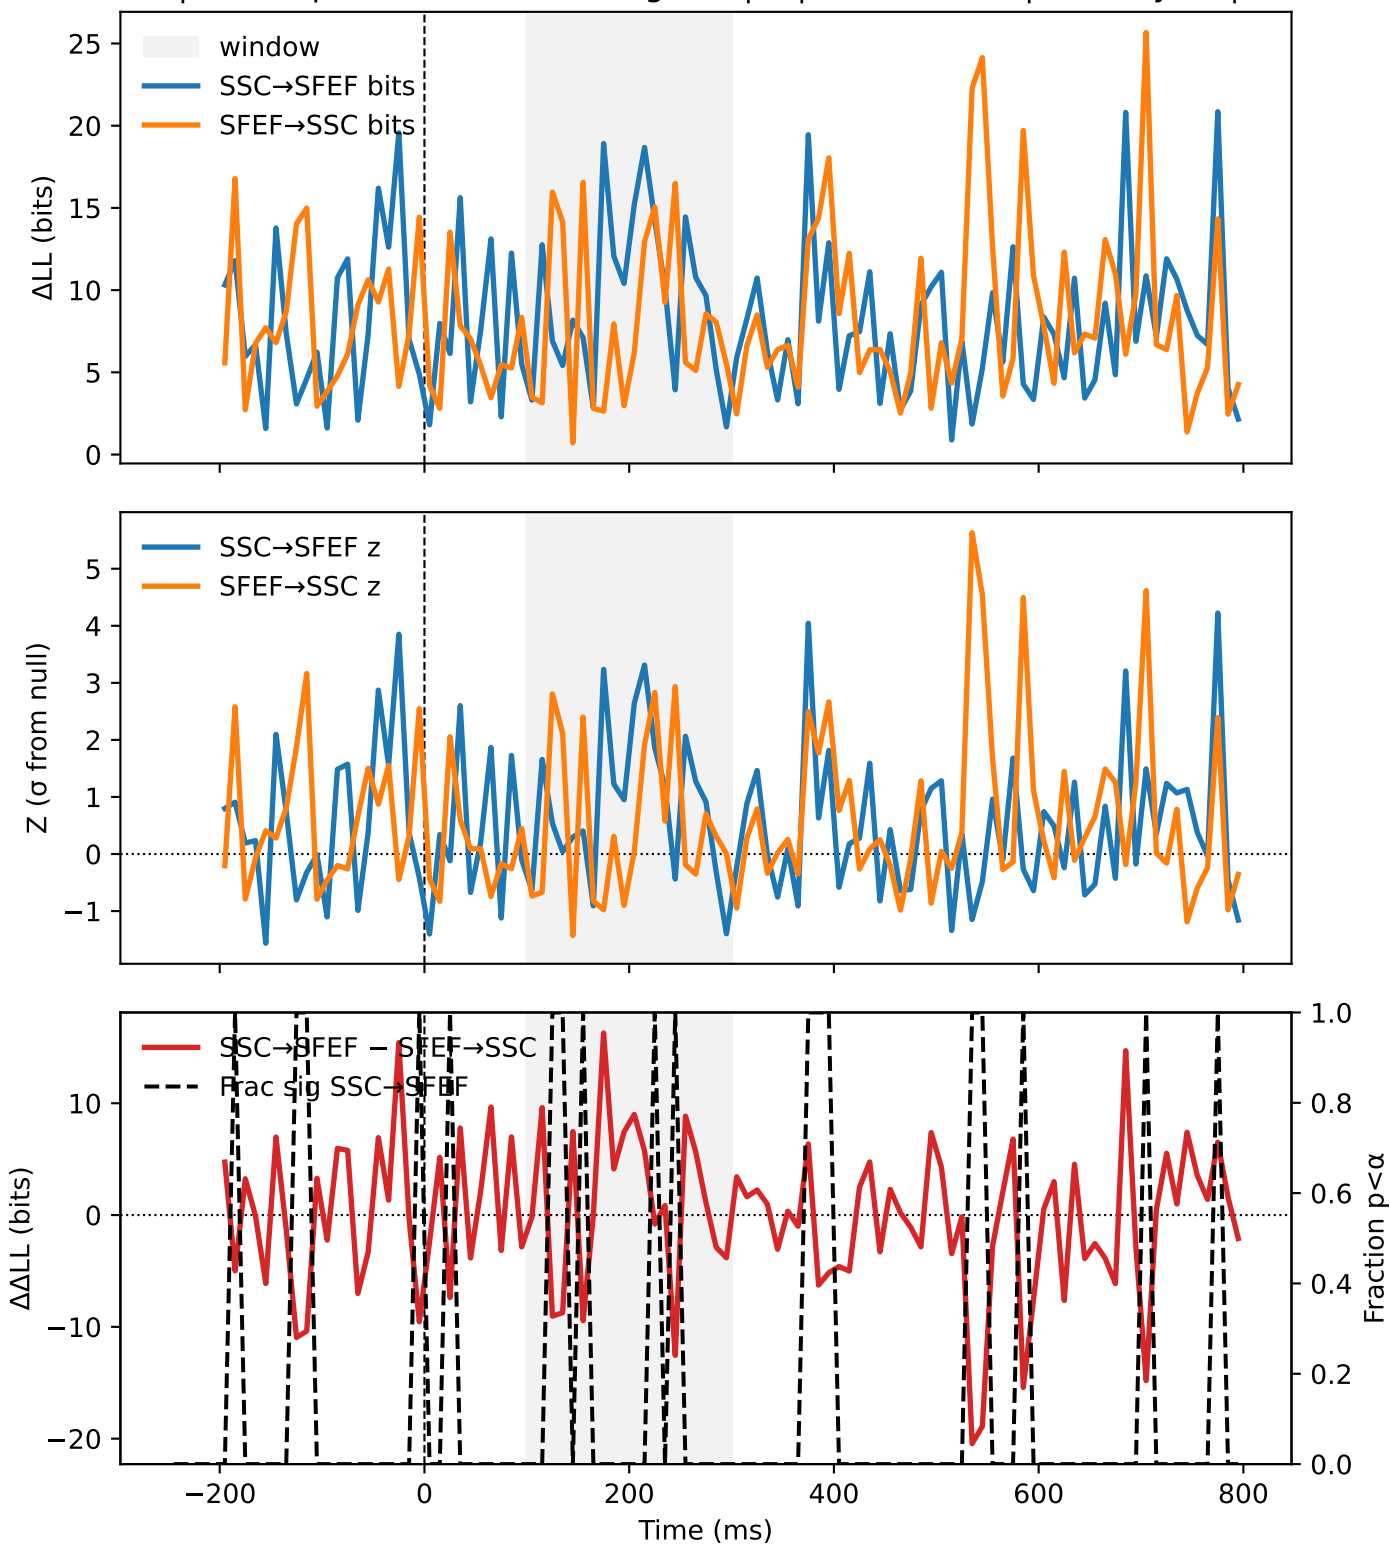 window
SSC→SFEF bits
SFEF→SSC bits
25
20
15
10
5
0
ΔLL (bits)
SSC→SFEF z
SFEF→SSC z
5
4
3
2
1
0
−1
Z (σ from null)
SSC→SFEF − SFEF→SSC
Frac sig SSC→SFEF
10
0
−10
−20
ΔΔLL (bits)
1.0
0.8
0.6
0.4
0.2
0.0
Fraction p<α
−200
0
200
400
600
800
Time (ms)